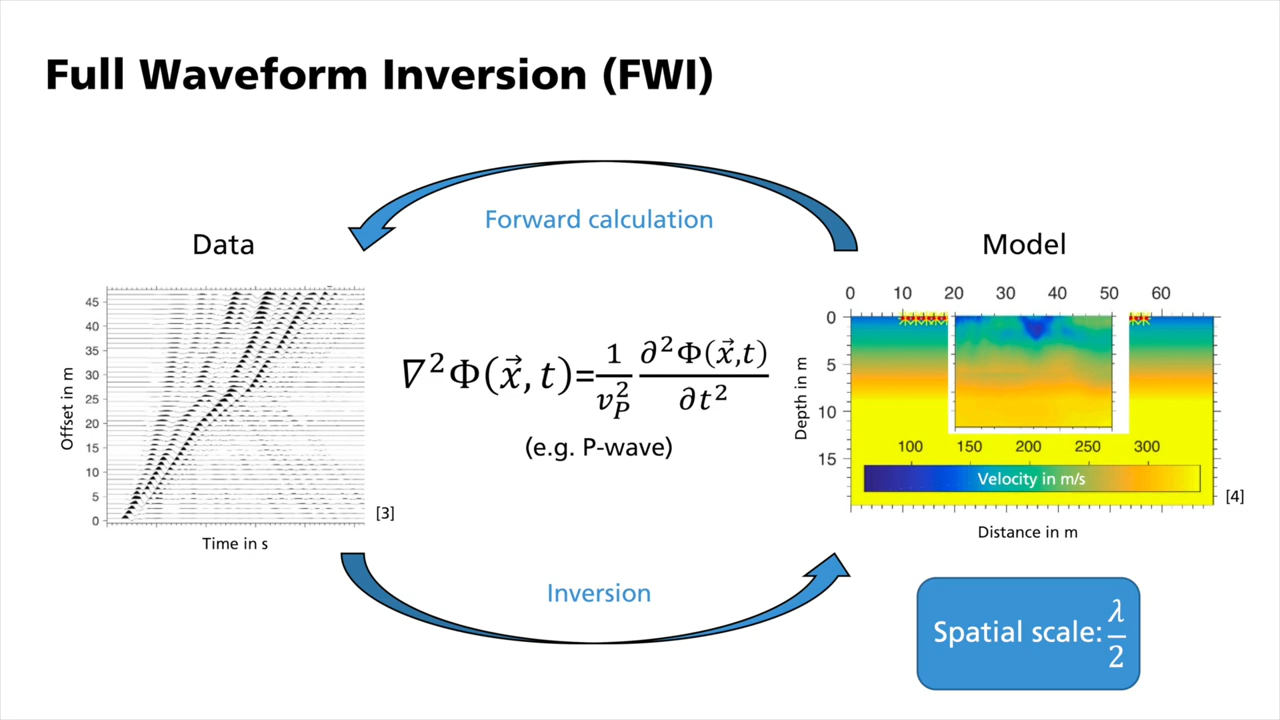 Full Waveform Inversion (FWI)
Forward calculation
Data
Model
45
40
35
30
25
20
15
10
5
0
Offset in m
Time in s
[3]
∇²Φ(x⃗, t)=1/v_P² ∂²Φ(x⃗,t)/∂t²
(e.g. P-wave)
0 10 20 30 40 50 60
0
5
10
15
Depth in m
100 150 200 250 300
Velocity in m/s
[4]
Distance in m
Inversion
Spatial scale: λ/2